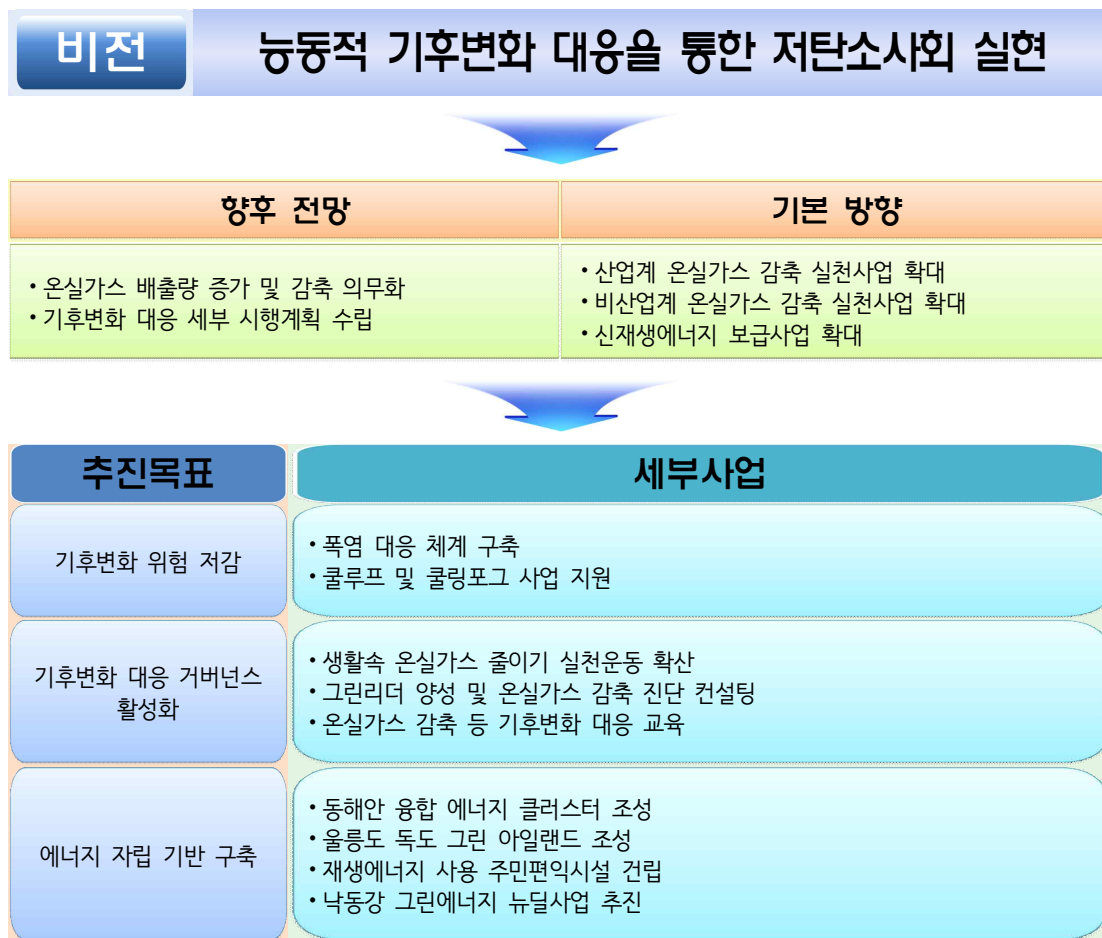 비전
능동적 기후변화 대응을 통한 저탄소사회 실현
향후 전망
기본 방향
• 온실가스 배출량 증가 및 감축 의무화
• 기후변화 대응 세부 시행계획 수립
• 산업계 온실가스 감축 실천사업 확대
• 비산업계 온실가스 감축 실천사업 확대
• 신재생에너지 보급사업 확대
추진목표
세부사업
기후변화 위험 저감
• 폭염 대응 체계 구축
• 쿨루프 및 쿨링포그 사업 지원
기후변화 대응 거버넌스
활성화
• 생활속 온실가스 줄이기 실천운동 확산
• 그린리더 양성 및 온실가스 감축 진단 컨설팅
• 온실가스 감축 등 기후변화 대응 교육
에너지 자립 기반 구축
• 동해안 융합 에너지 클러스터 조성
• 울릉도 독도 그린 아일랜드 조성
• 재생에너지 사용 주민편익시설 건립
• 낙동강 그린에너지 뉴딜사업 추진